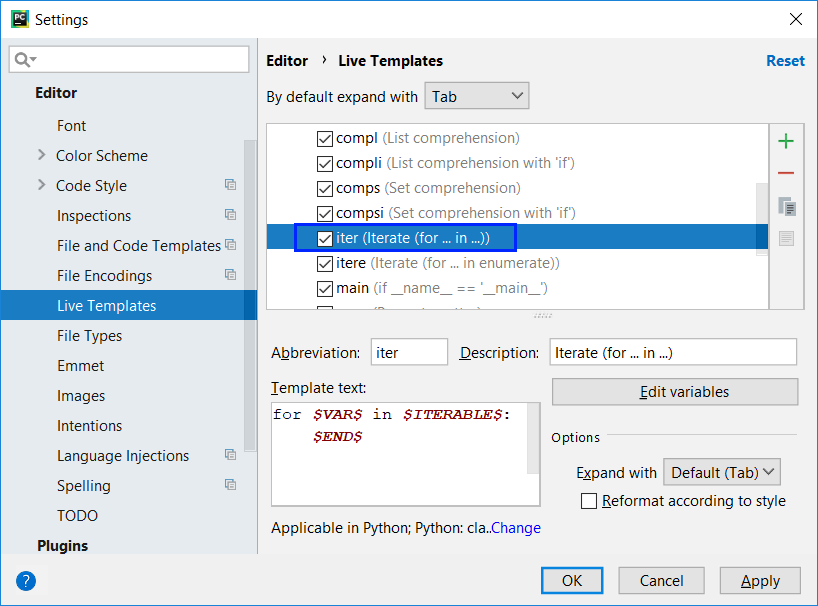 PC Settings
Editor › Live Templates Reset
Editor
By default expand with Tab
Font
Color Scheme
Code Style
Inspections
File and Code Templates
File Encodings
Live Templates
File Types
Emmet
Images
Intentions
Language Injections
Spelling
TODO
Plugins
compl (List comprehension)
compli (List comprehension with 'if')
comps (Set comprehension)
compsi (Set comprehension with 'if')
iter (Iterate (for ... in ...))
itere (Iterate (for ... in enumerate))
main (if __name__ == '__main__')
Abbreviation: iter Description: Iterate (for ... in ...)
Template text:
Edit variables
for $VAR$ in $ITERABLE$:
$END$
Options
Expand with Default (Tab)
Reformat according to style
Applicable in Python; Python: cla..Change
? OK Cancel Apply